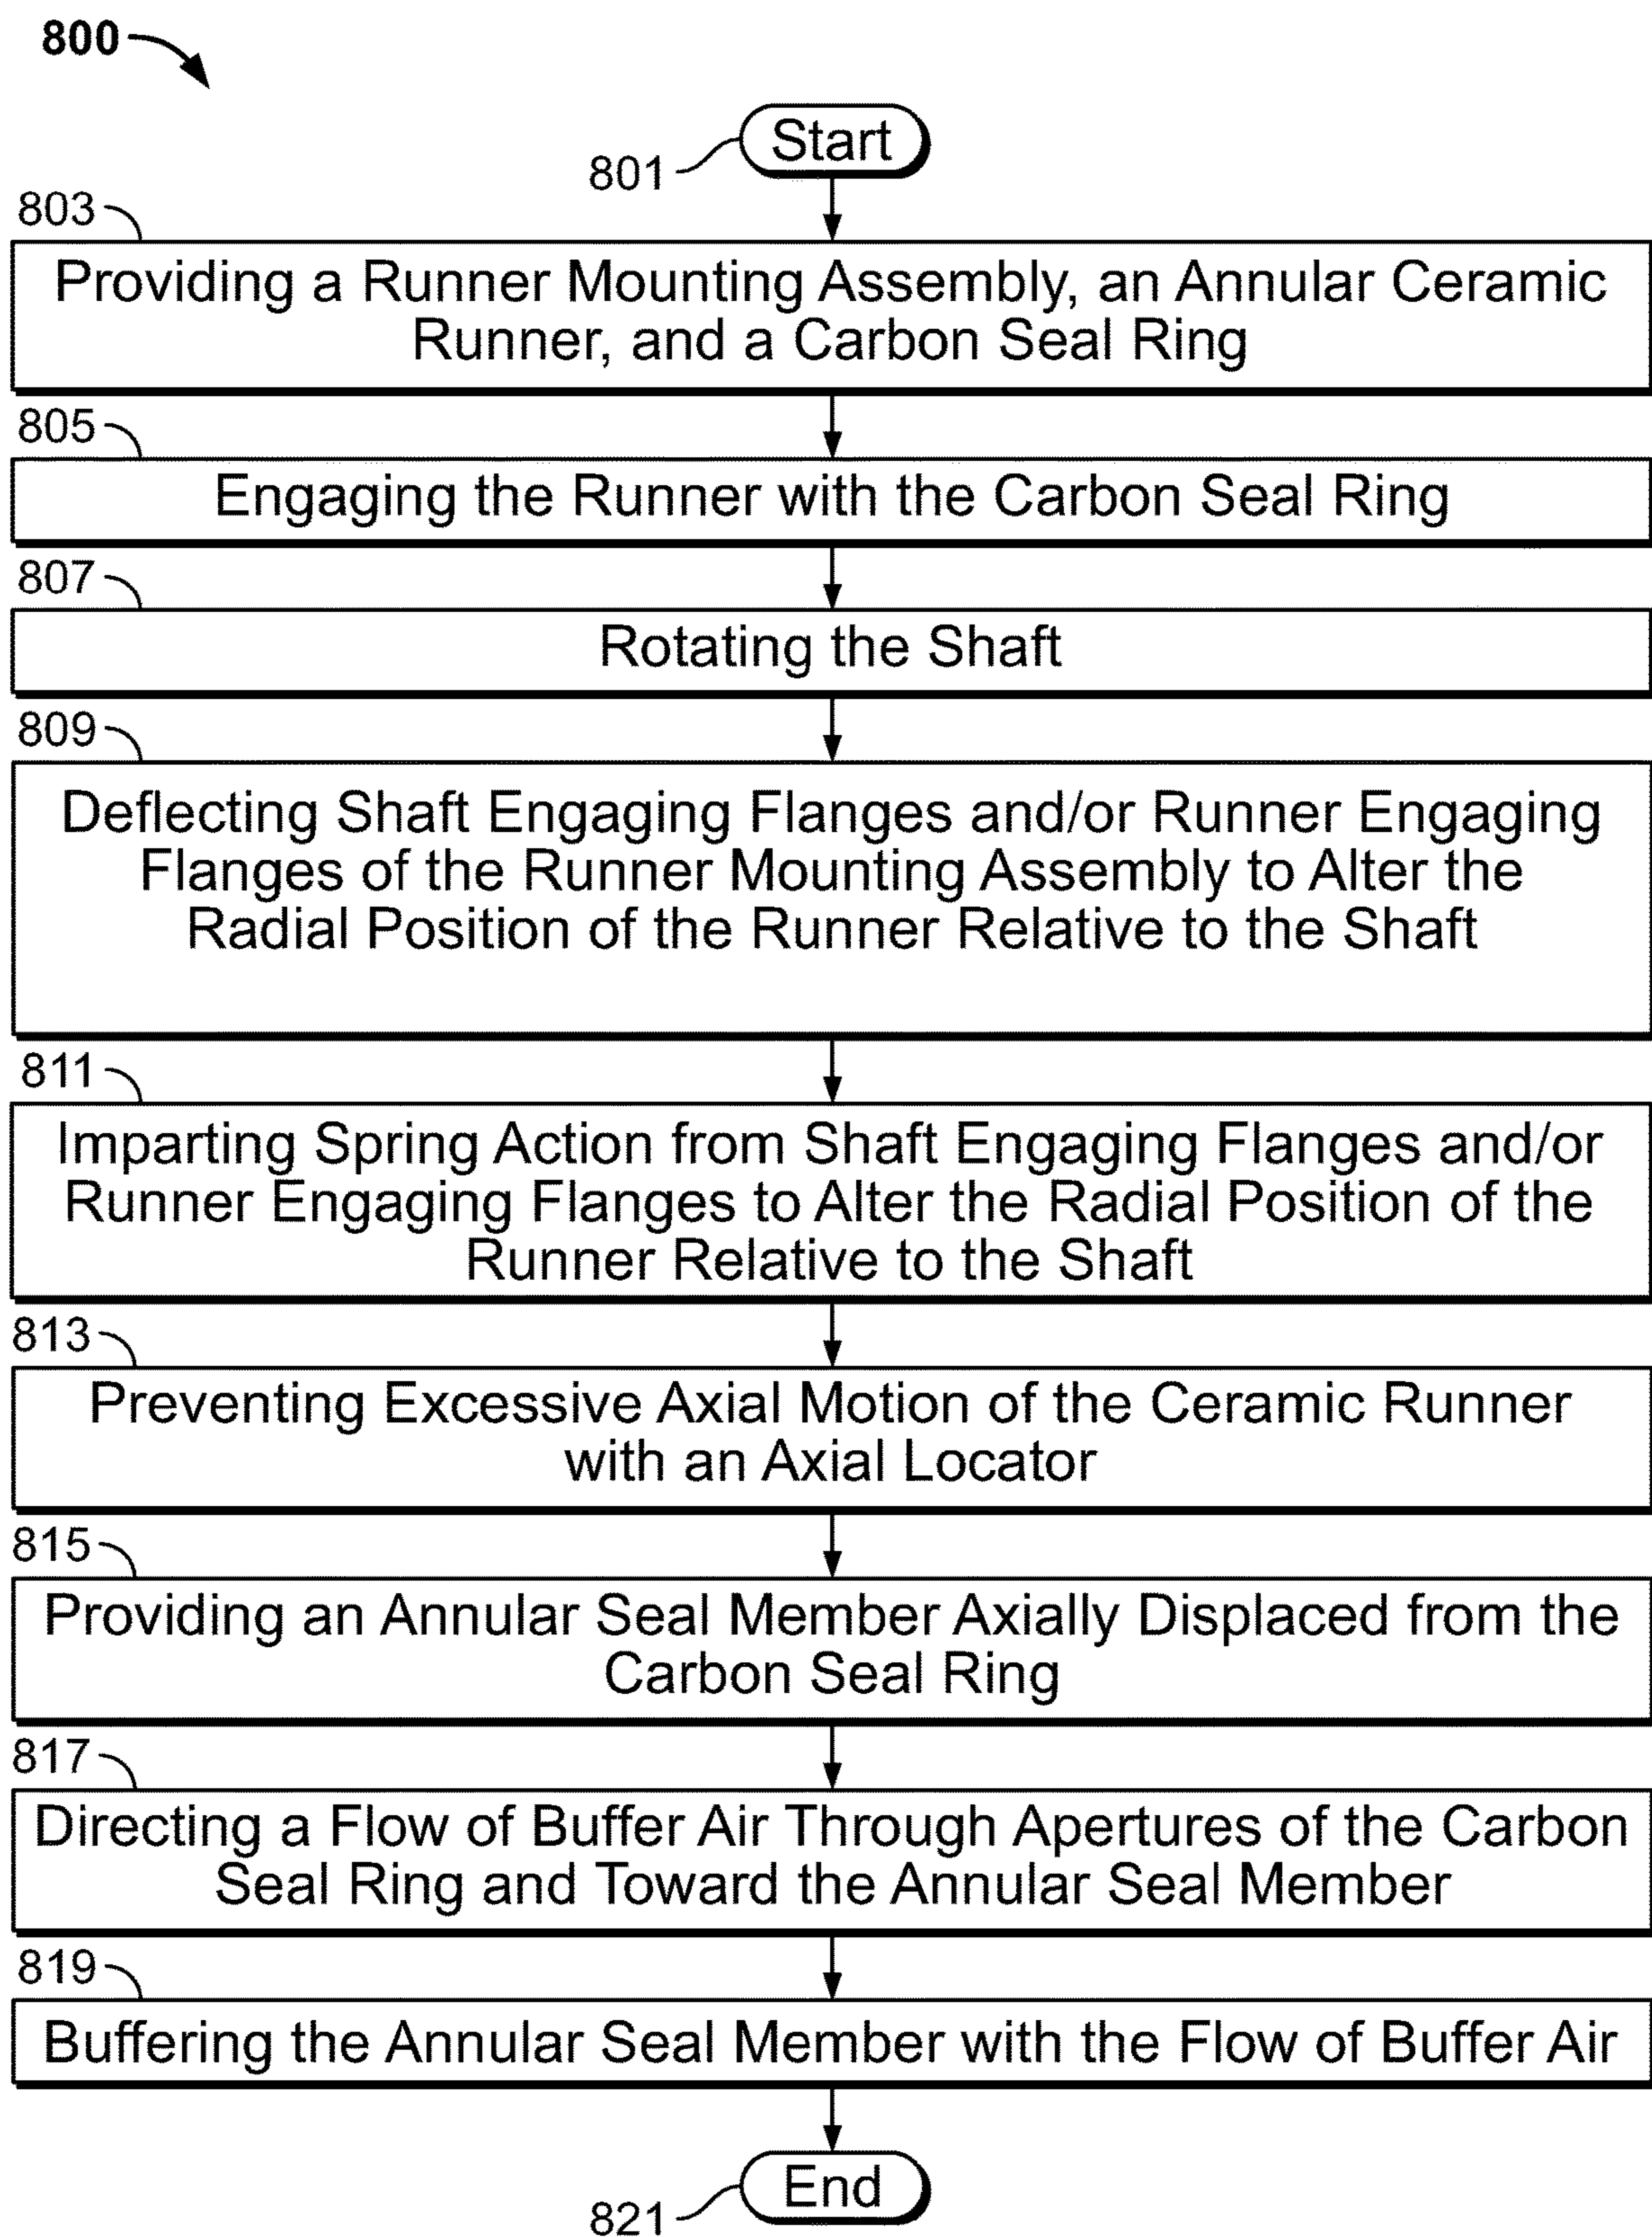 800
Start
801
803
Providing a Runner Mounting Assembly, an Annular Ceramic
Runner, and a Carbon Seal Ring
805
Engaging the Runner with the Carbon Seal Ring
807
Rotating the Shaft
809
Deflecting Shaft Engaging Flanges and/or Runner Engaging
Flanges of the Runner Mounting Assembly to Alter the
Radial Position of the Runner Relative to the Shaft
811
Imparting Spring Action from Shaft Engaging Flanges and/or
Runner Engaging Flanges to Alter the Radial Position of the
Runner Relative to the Shaft
813
Preventing Excessive Axial Motion of the Ceramic Runner
with an Axial Locator
815
Providing an Annular Seal Member Axially Displaced from the
Carbon Seal Ring
817
Directing a Flow of Buffer Air Through Apertures of the Carbon
Seal Ring and Toward the Annular Seal Member
819
Buffering the Annular Seal Member with the Flow of Buffer Air
End
821